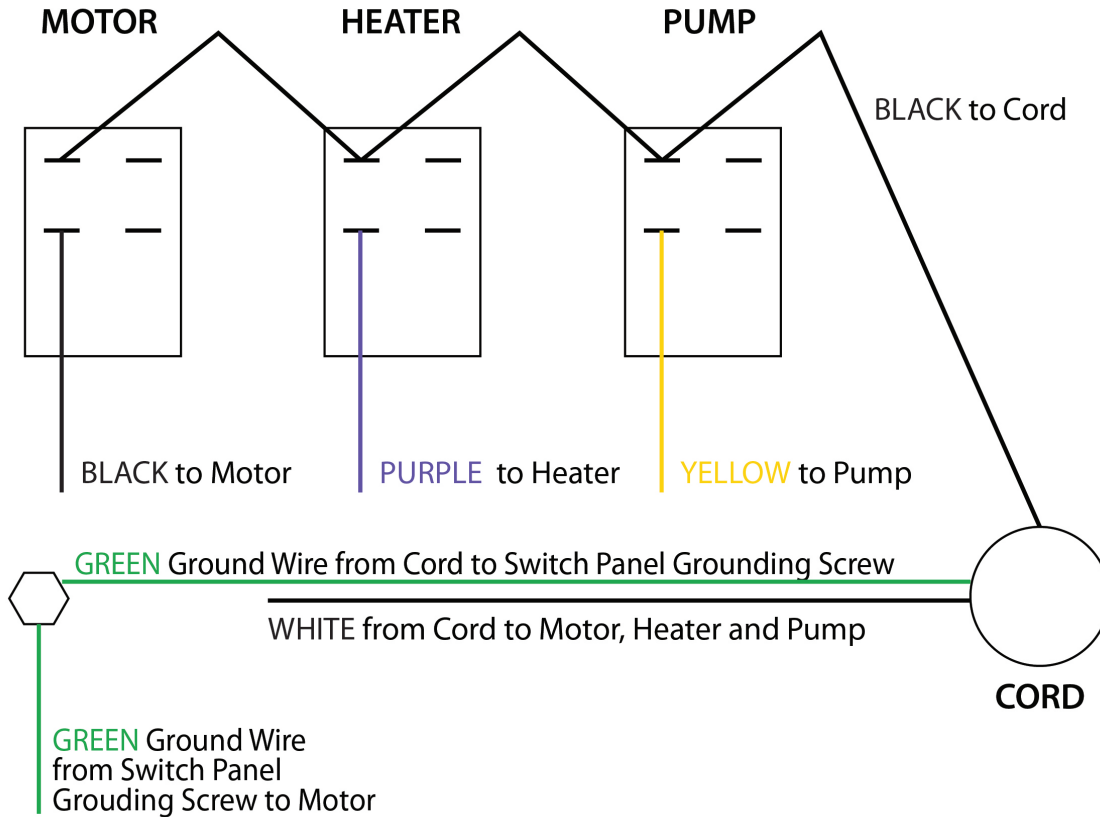 MOTOR
HEATER
PUMP
BLACK to Cord
BLACK to Motor
PURPLE to Heater
YELLOW to Pump
GREEN Ground Wire from Cord to Switch Panel Grounding Screw
WHITE from Cord to Motor, Heater and Pump
CORD
GREEN Ground Wire
from Switch Panel
Grouding Screw to Motor